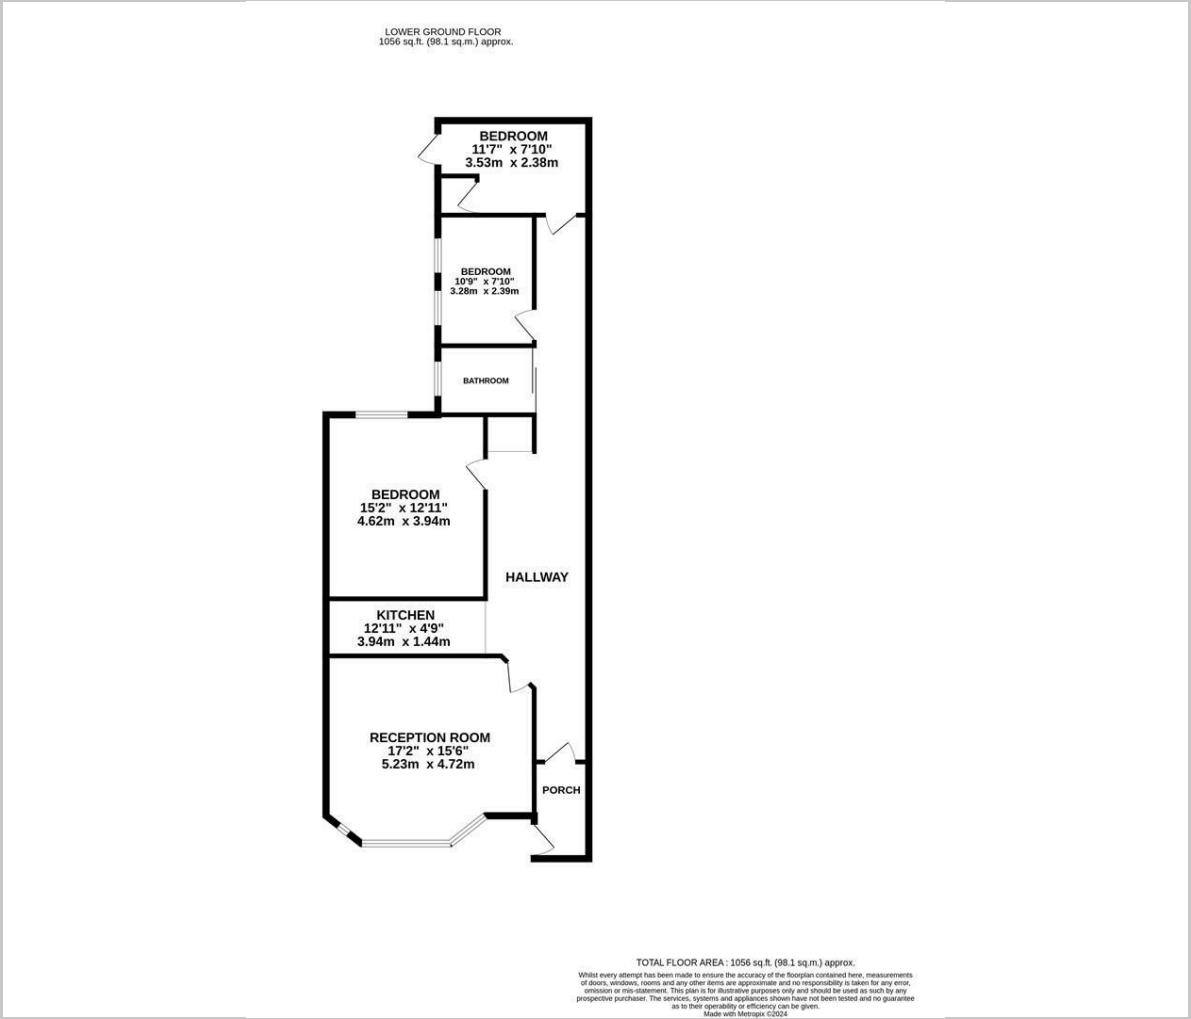 LOWER GROUND FLOOR
1056 sq.ft. (98.1 sq.m.) approx.
BEDROOM
11'7" x 7'10"
3.53m x 2.38m
BEDROOM
10'9" x 7'10"
3.28m x 2.39m
BATHROOM
BEDROOM
15'2" x 12'11"
4.62m x 3.94m
HALLWAY
KITCHEN
12'11" x 4'9"
3.94m x 1.44m
RECEPTION ROOM
17'2" x 15'6"
5.23m x 4.72m
PORCH
TOTAL FLOOR AREA : 1056 sq.ft. (98.1 sq.m.) approx.
Whilst every attempt has been made to ensure the accuracy of the floorplan contained here, measurements
of doors, windows, rooms and any other items are approximate and no responsibility is taken for any error,
omission or mis-statement. This plan is for illustrative purposes only and should be used as such by any
prospective purchaser. The services, systems and appliances shown have not been tested and no guarantee
as to their operability or efficiency can be given.
Made with Metropix ©2024